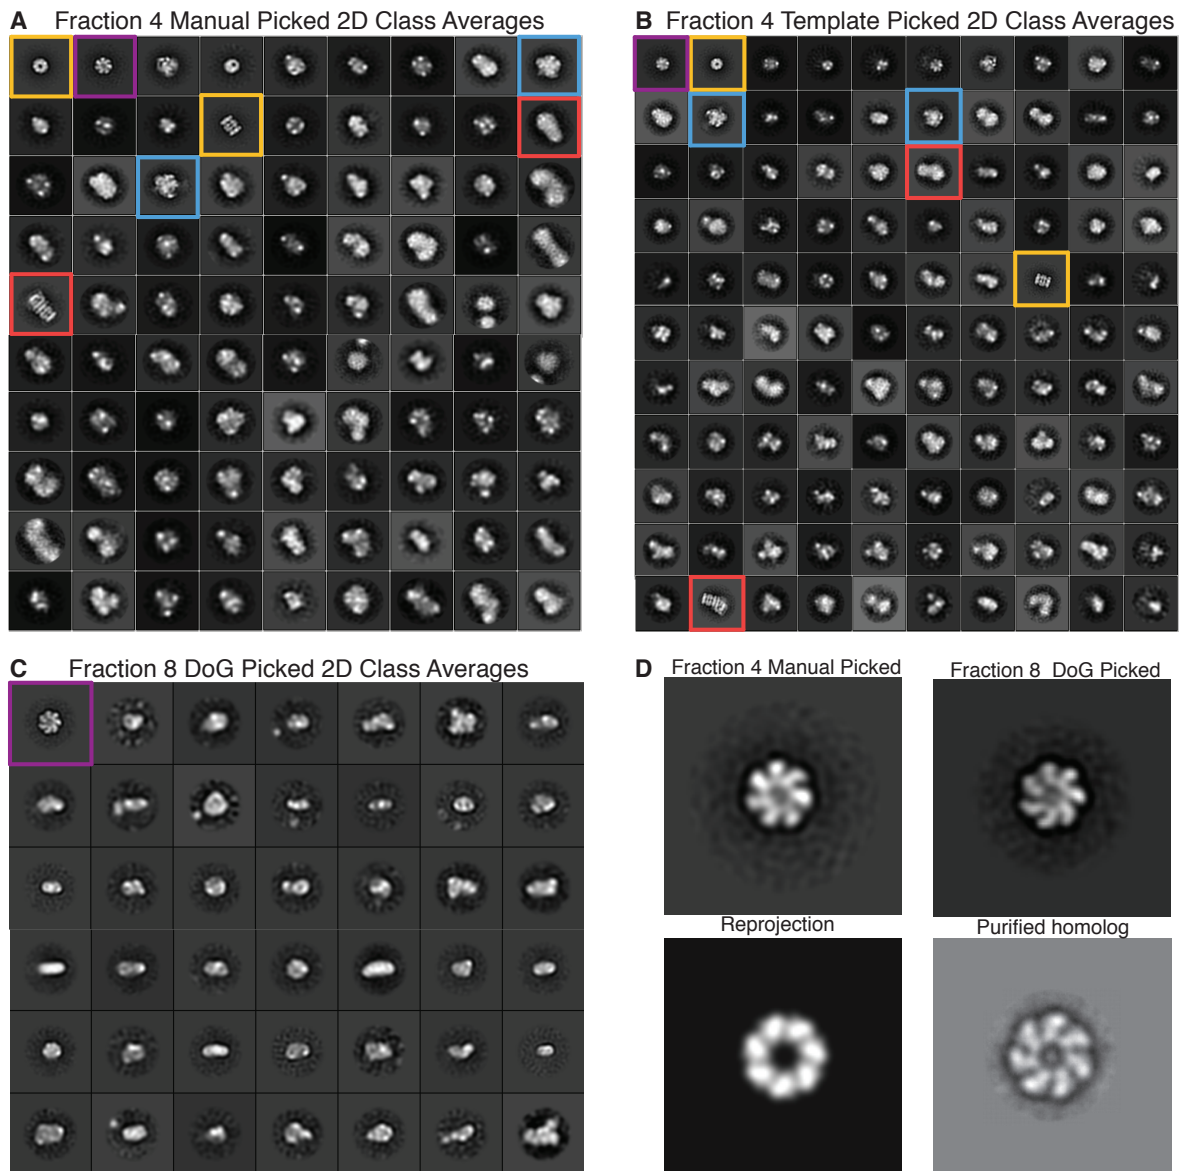 A Fraction 4 Manual Picked 2D Class Averages
B Fraction 4 Template Picked 2D Class Averages
C Fraction 8 DoG Picked 2D Class Averages
D Fraction 4 Manual Picked
Fraction 8 DoG Picked
Reprojection
Purified homolog